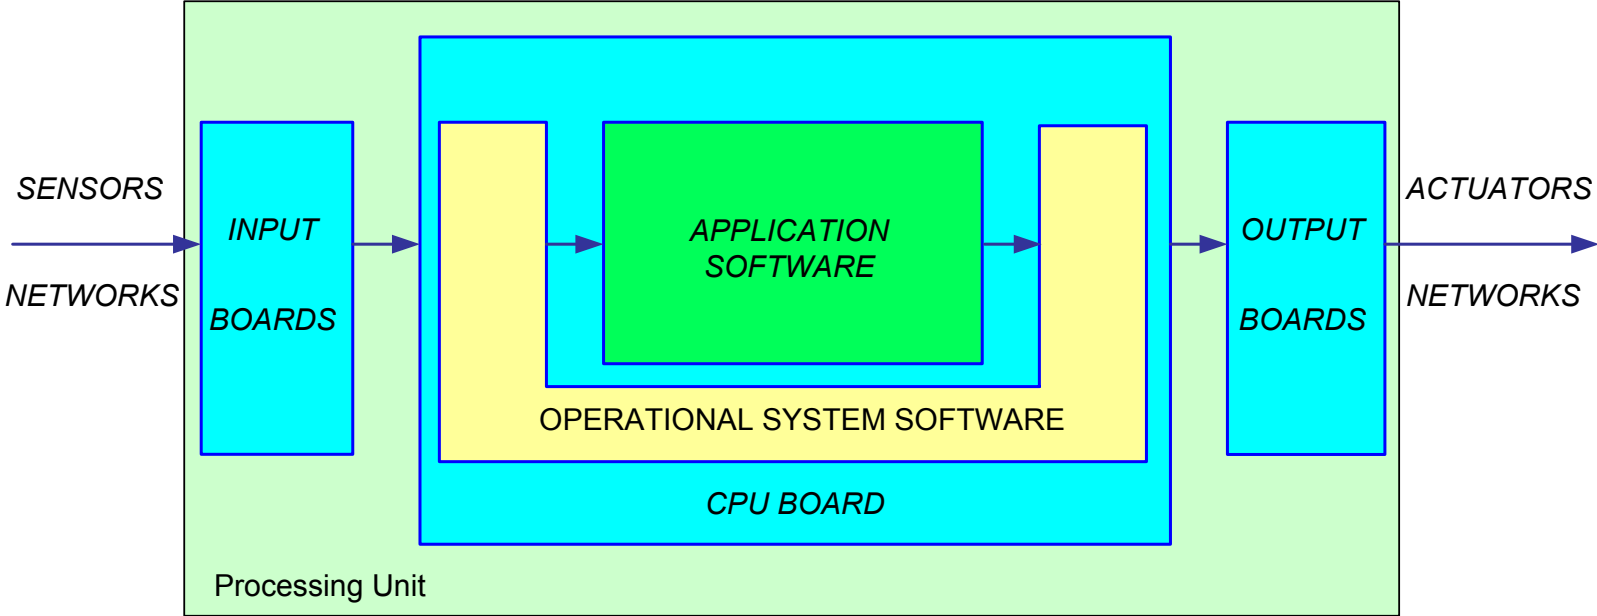 SENSORS
NETWORKS
INPUT
BOARDS
APPLICATION
SOFTWARE
OPERATIONAL SYSTEM SOFTWARE
CPU BOARD
OUTPUT
BOARDS
ACTUATORS
NETWORKS
Processing Unit